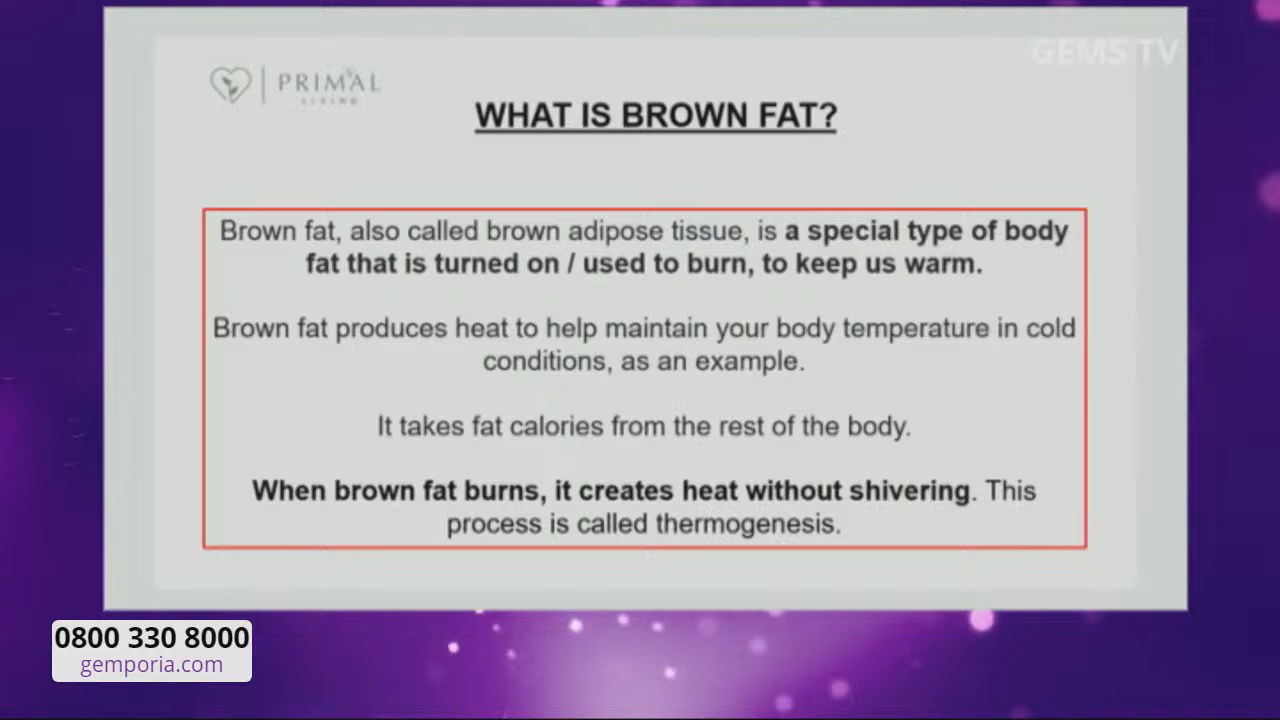 GEMS TV
PRIMAL
LIVING
WHAT IS BROWN FAT?
Brown fat, also called brown adipose tissue, is a special type of body
fat that is turned on / used to burn, to keep us warm.
Brown fat produces heat to help maintain your body temperature in cold
conditions, as an example.
It takes fat calories from the rest of the body.
When brown fat burns, it creates heat without shivering. This
process is called thermogenesis.
0800 330 8000
gemporia.com